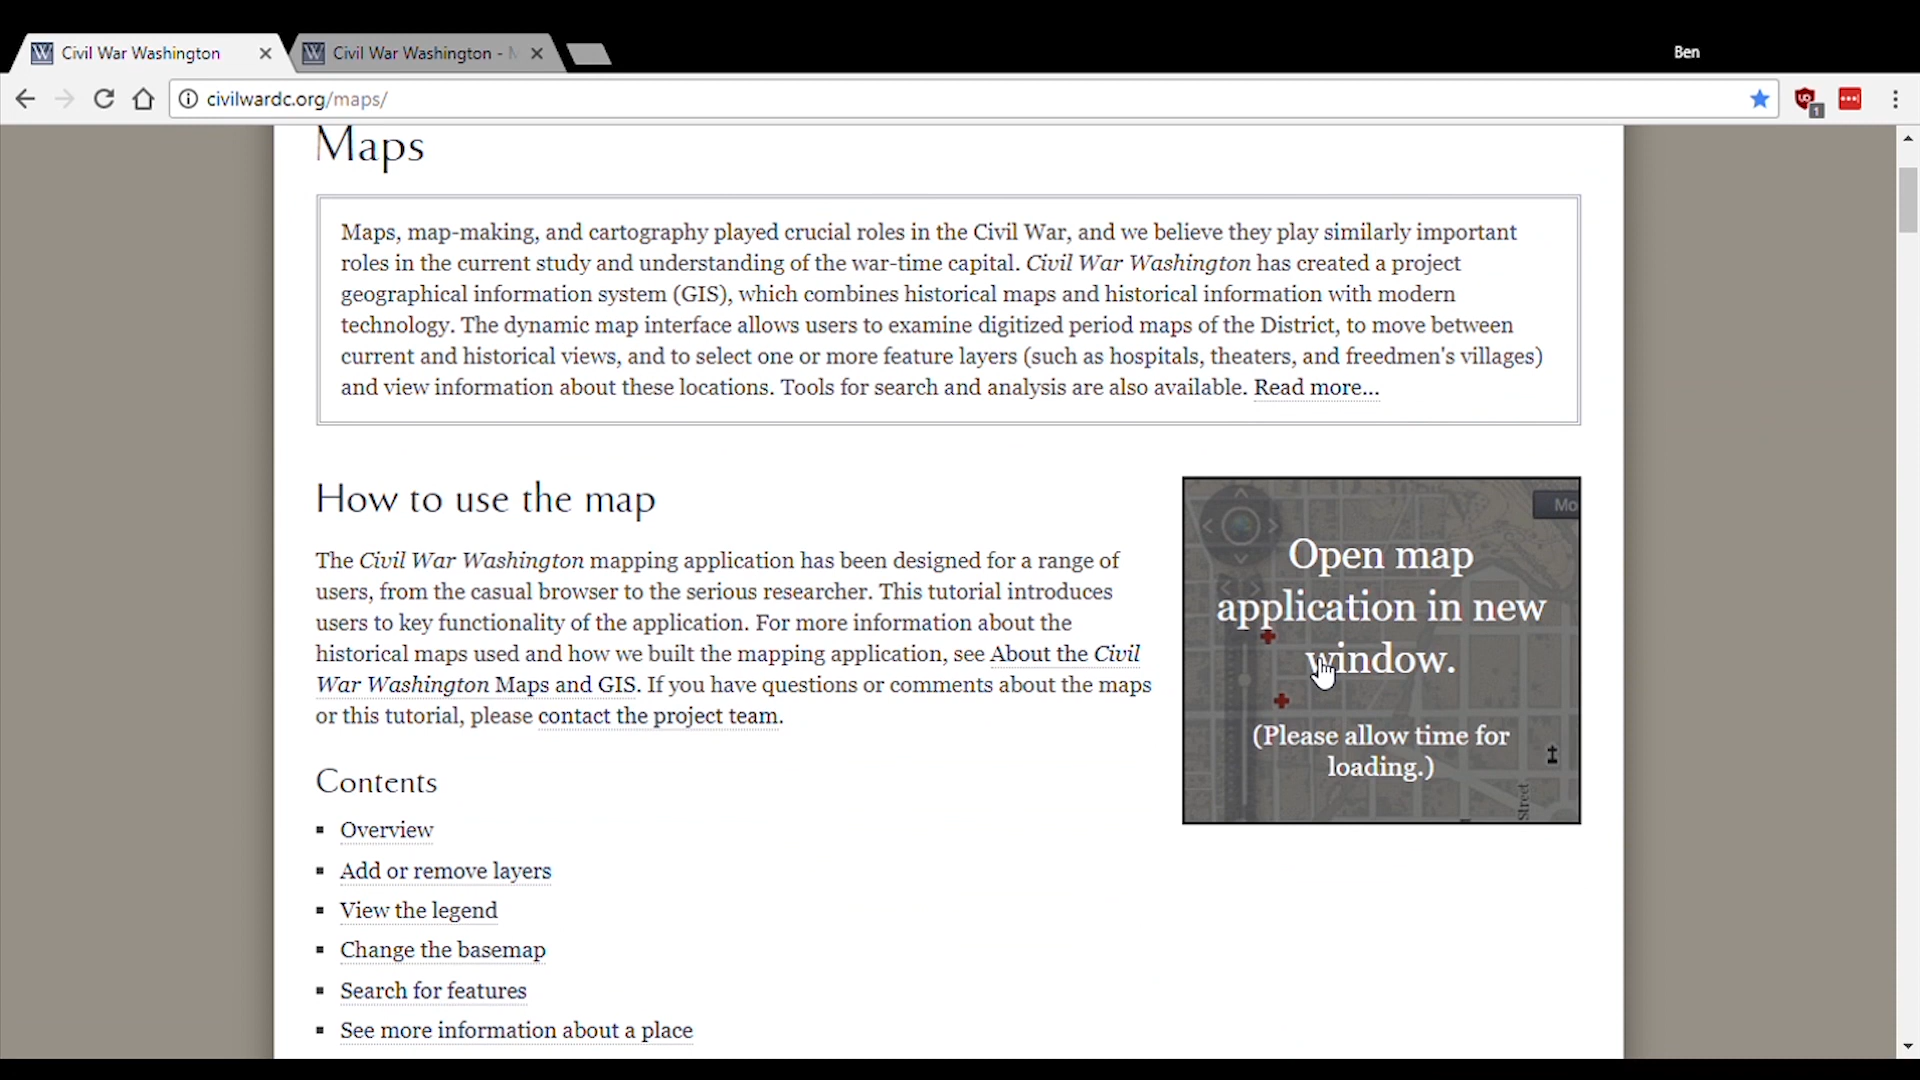 Civil War Washington
Civil War Washington -
Ben
civilwardc.org/maps/
1
Maps
Maps, map-making, and cartography played crucial roles in the Civil War, and we believe they play similarly important
roles in the current study and understanding of the war-time capital. Civil War Washington has created a project
geographical information system (GIS), which combines historical maps and historical information with modern
technology. The dynamic map interface allows users to examine digitized period maps of the District, to move between
current and historical views, and to select one or more feature layers (such as hospitals, theaters, and freedmen's villages)
and view information about these locations. Tools for search and analysis are also available. Read more...
How to use the map
The Civil War Washington mapping application has been designed for a range of
users, from the casual browser to the serious researcher. This tutorial introduces
users to key functionality of the application. For more information about the
historical maps used and how we built the mapping application, see About the Civil
War Washington Maps and GIS. If you have questions or comments about the maps
or this tutorial, please contact the project team.
Mo
Open map
application in new
window.
(Please allow time for
loading.)
Street
Contents
Overview
Add or remove layers
View the legend
Change the basemap
Search for features
See more information about a place